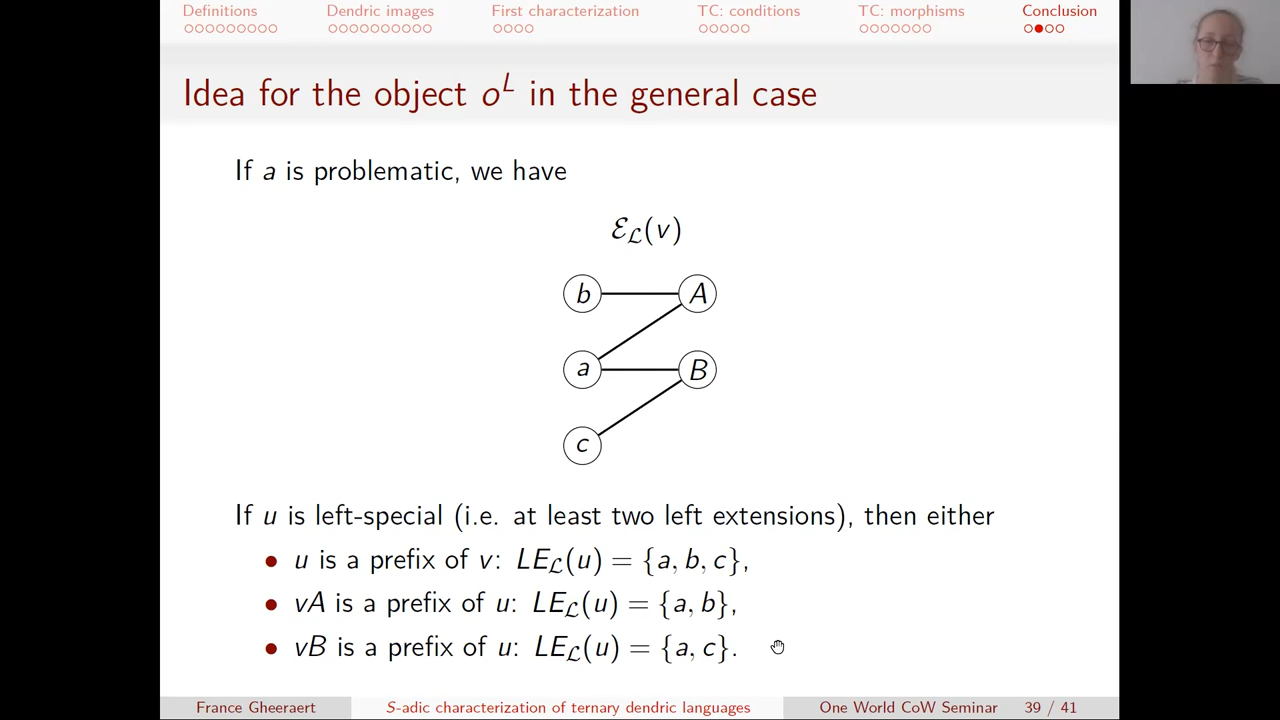 Definitions Dendric images First characterization TC: conditions TC: morphisms Conclusion
Idea for the object o^L in the general case
If a is problematic, we have
ℰ_ℒ(v)
b A
a B
c
If u is left-special (i.e. at least two left extensions), then either
• u is a prefix of v: LE_ℒ(u) = {a, b, c},
• vA is a prefix of u: LE_ℒ(u) = {a, b},
• vB is a prefix of u: LE_ℒ(u) = {a, c}.
France Gheeraert S-adic characterization of ternary dendric languages One World CoW Seminar 39 / 41